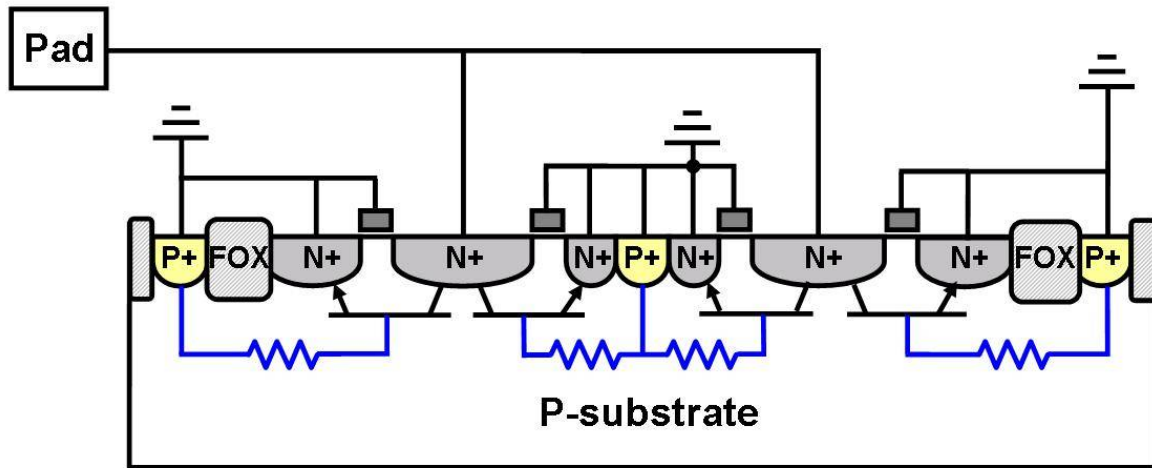 Pad
P+ FOX N+ N+ N+ P+ N+ N+ N+ FOX P+
P-substrate